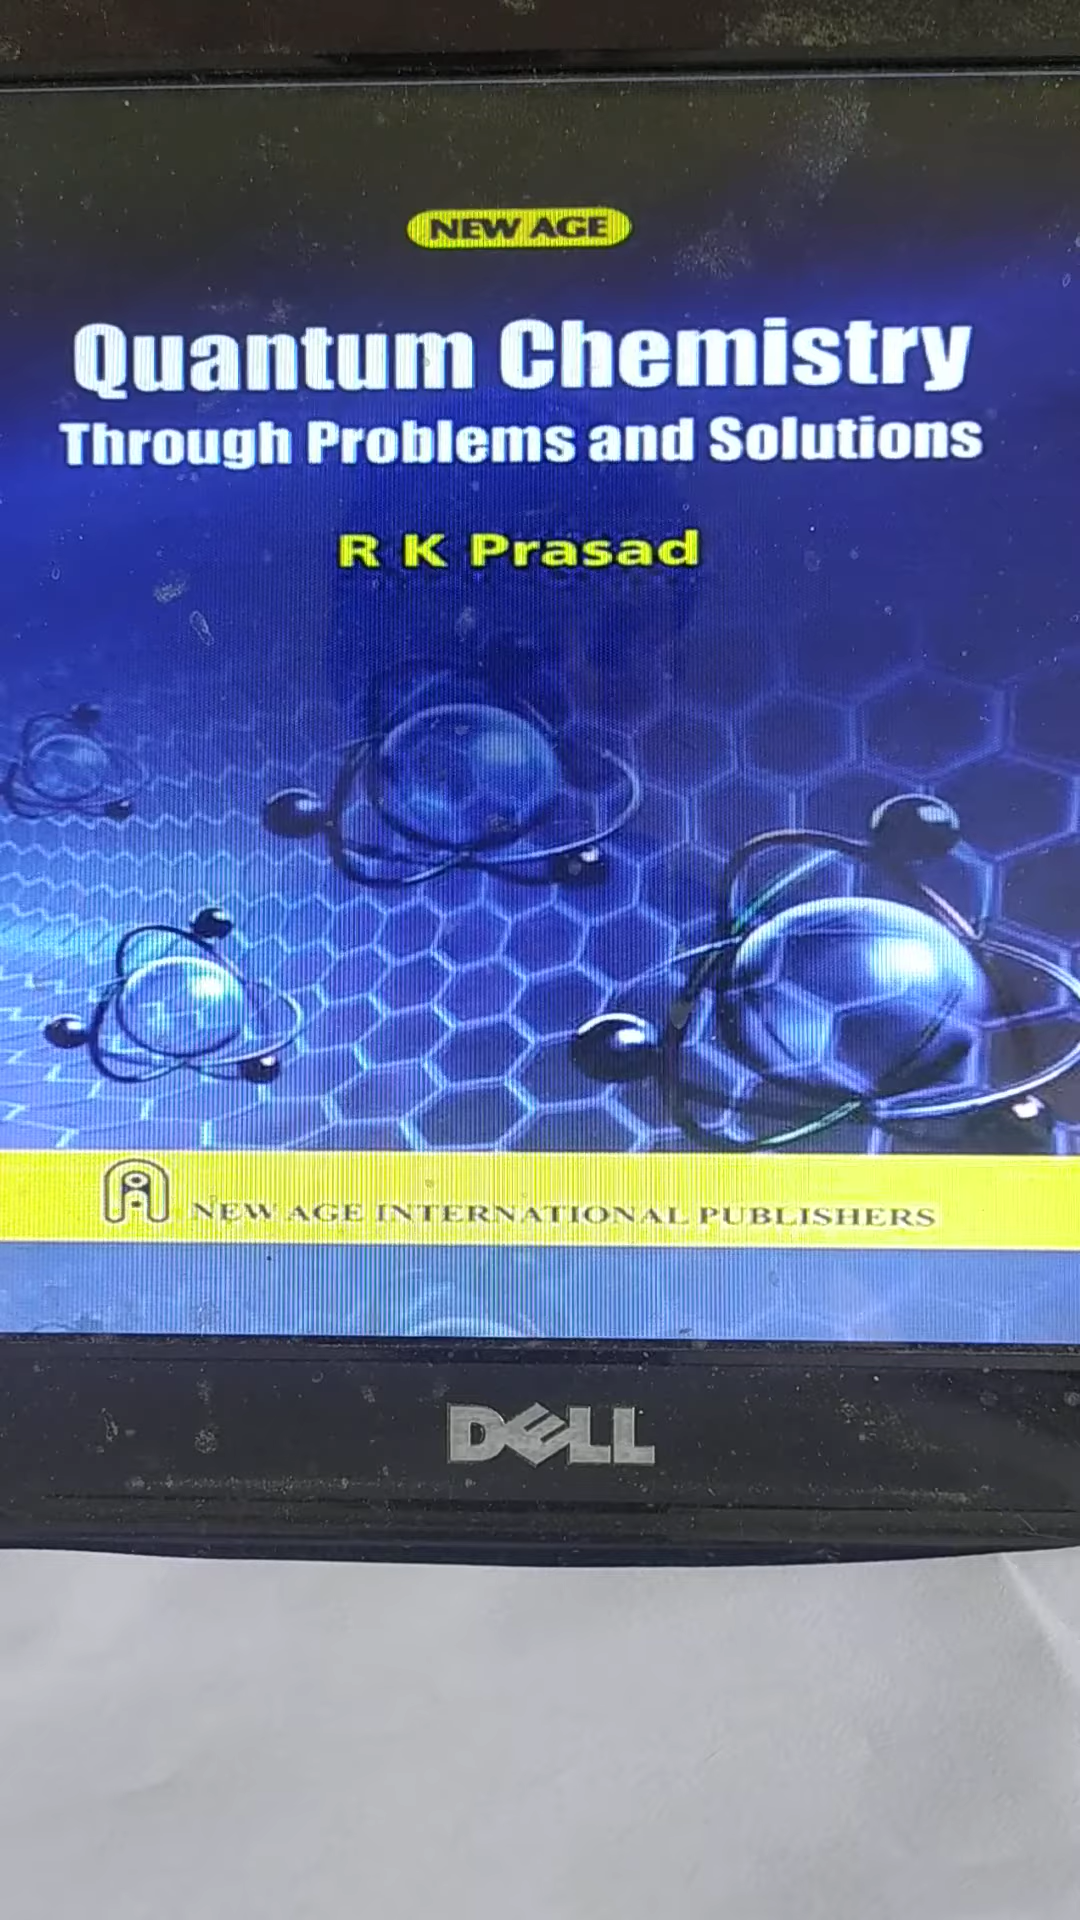 NEW AGE
Quantum Chemistry
Through Problems and Solutions
R K Prasad
NEW AGE INTERNATIONAL PUBLISHERS
DELL